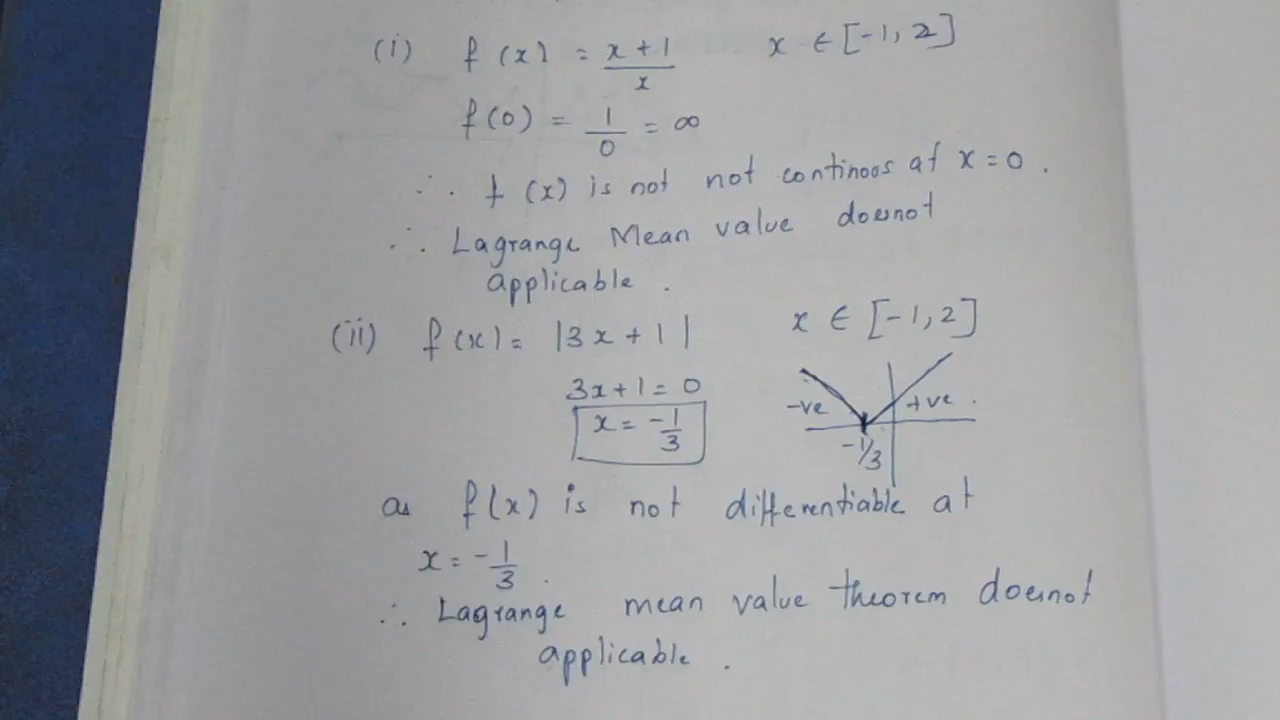 (i) f(x) = x+1/x x ∈ [-1, 2]
f(0) = 1/0 = ∞
∴ f(x) is not not continoos at x = 0 .
∴ Lagrange Mean value doesnot
applicable .
(ii) f(x) = |3x+1| x ∈ [-1, 2]
3x+1 = 0
x = -1/3
-ve +ve .
-1/3
as f(x) is not differentiable at
x = -1/3 .
∴ Lagrange mean value theorem doesnot
applicable .